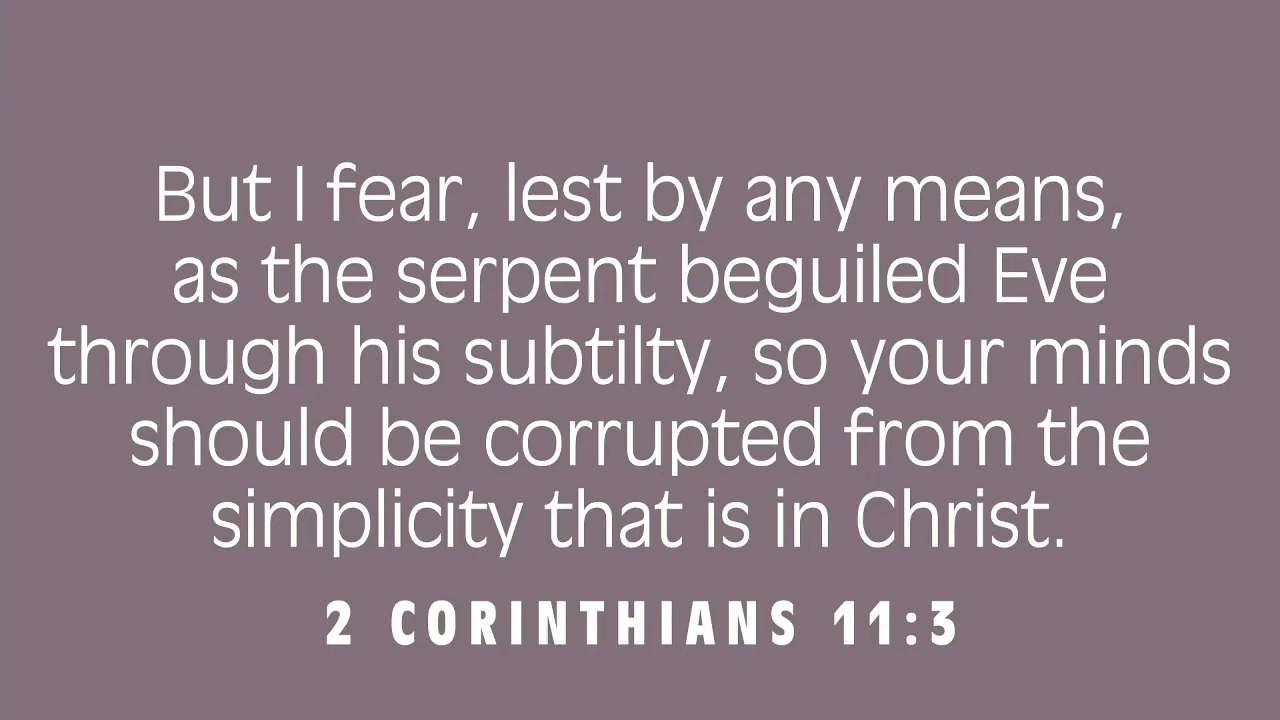 But I fear, lest by any means,
as the serpent beguiled Eve
through his subtilty, so your minds
should be corrupted from the
simplicity that is in Christ.
2 CORINTHIANS 11:3